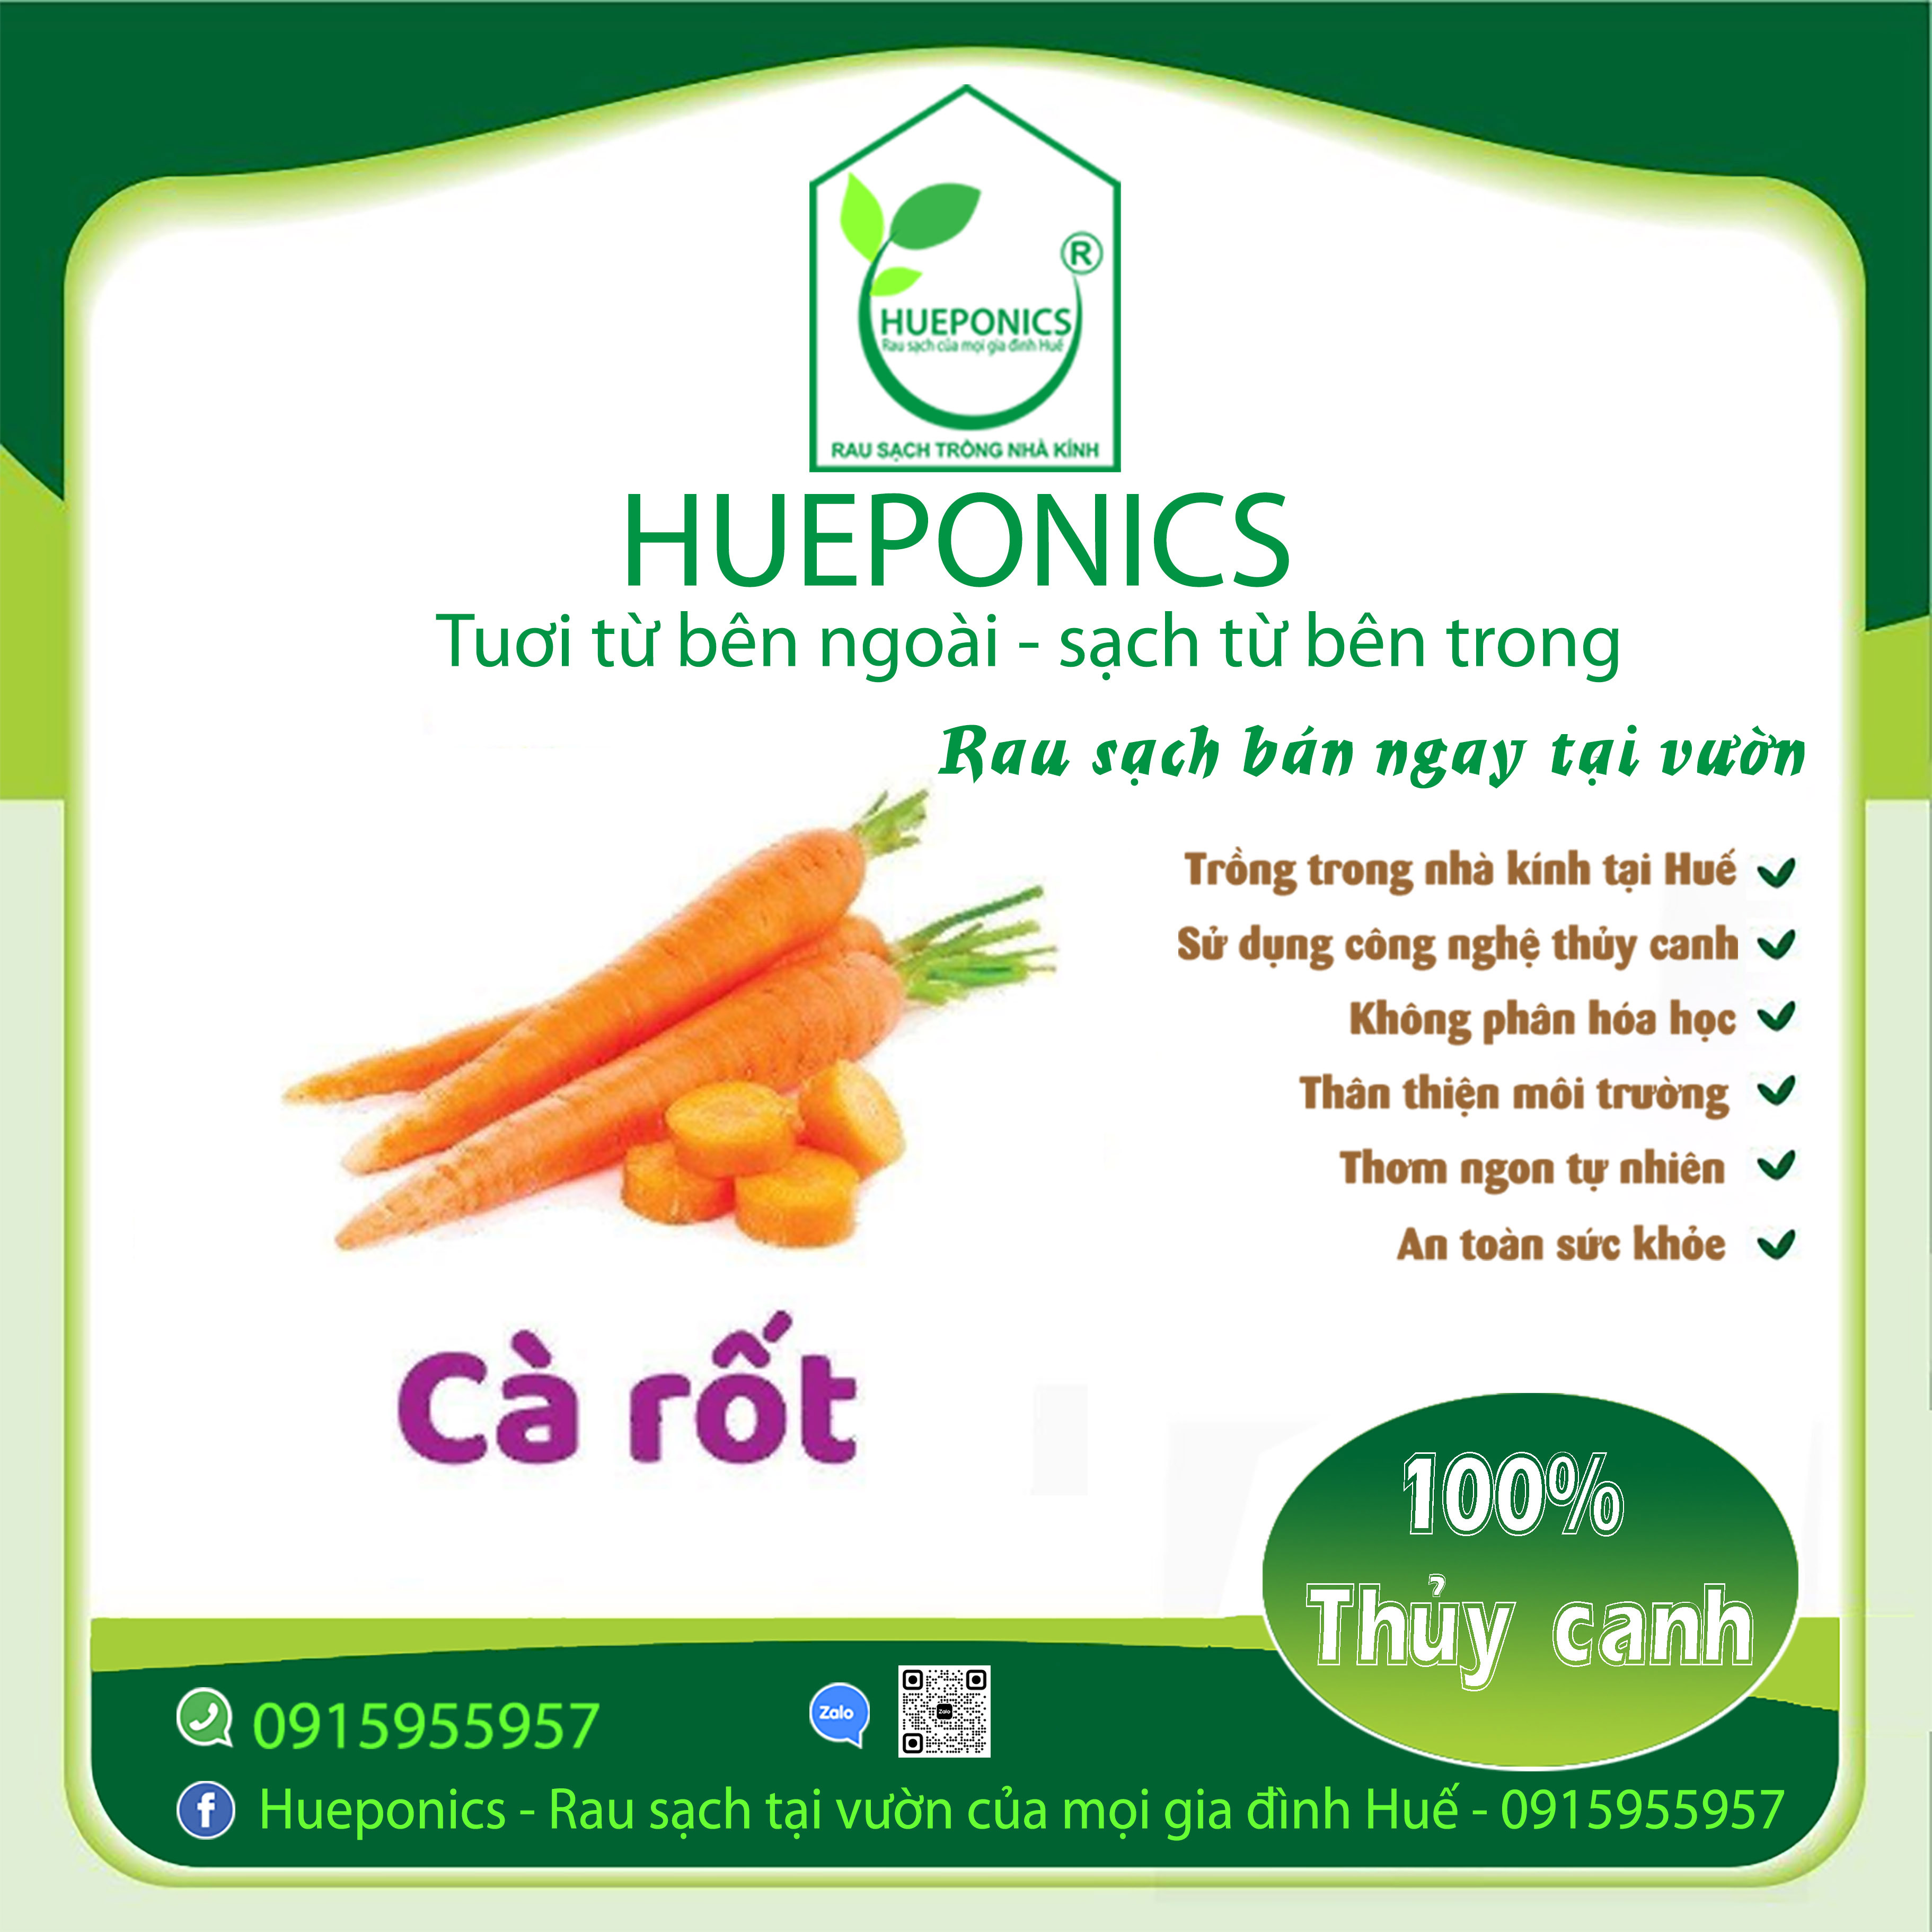 ®
HUEPONICS
Rau sạch của mọi gia đình Huế
RAU SẠCH TRỒNG NHÀ KÍNH
HUEPONICS
Tươi từ bên ngoài - sạch từ bên trong
Rau sạch bán ngay tại vườn
Trồng trong nhà kính tại Huế
Sử dụng công nghệ thủy canh
Không phân hóa học
Thân thiện môi trường
Thơm ngon tự nhiên
An toàn sức khỏe
Cà rốt
100%
Thủy canh
0915955957
Zalo
Zalo
Hueponics - Rau sạch tại vườn của mọi gia đình Huế - 0915955957